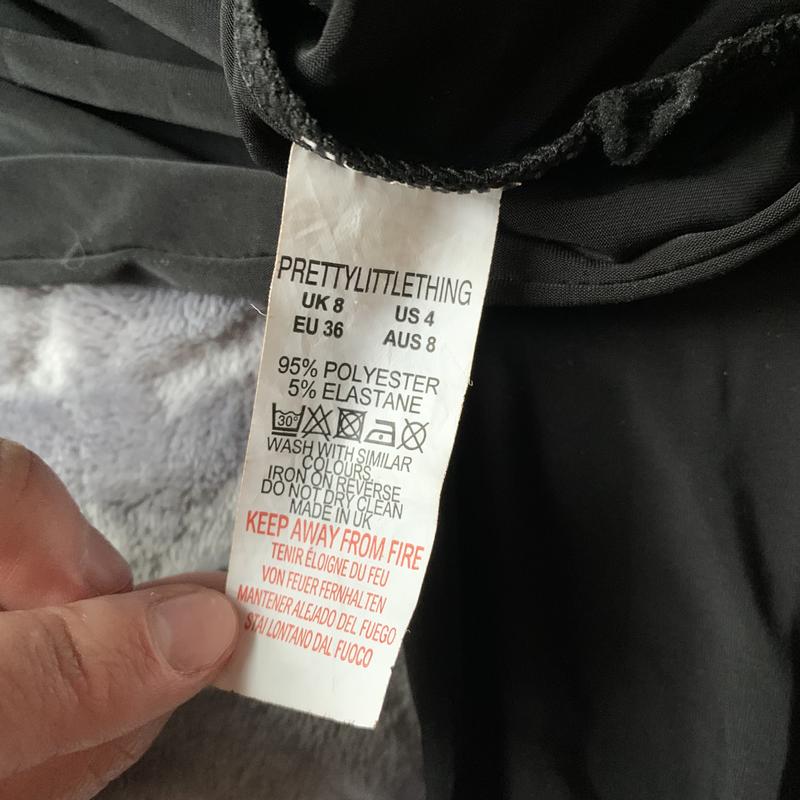 PRETTYLITTLETHING
UK 8 US 4
EU 36 AUS 8
95% POLYESTER
5% ELASTANE
30°
WASH WITH SIMILAR
COLOURS.
IRON ON REVERSE
DO NOT DRY CLEAN
MADE IN UK
KEEP AWAY FROM FIRE
TENIR ÉLOIGNE DU FEU
VON FEUER FERNHALTEN
MANTENER ALEJADO DEL FUEGO
STAI LONTANO DAL FUOCO